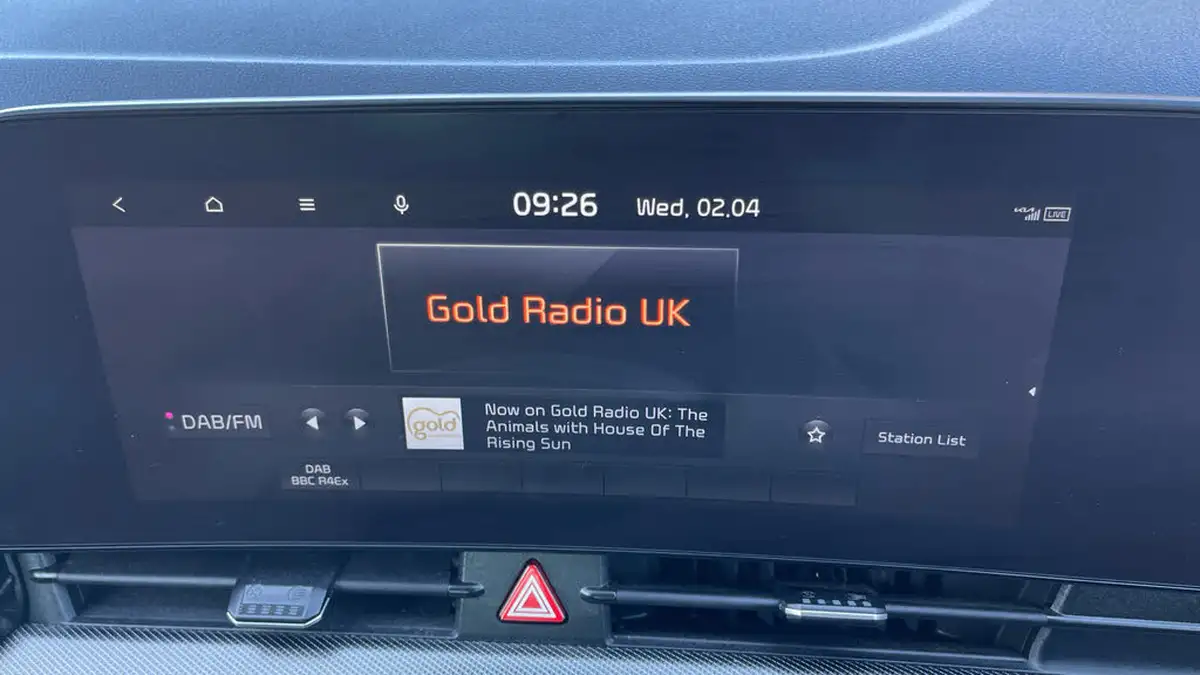 09:26 Wed, 02.04
KIA LIVE
Gold Radio UK
DAB/FM
gold
Now on Gold Radio UK: The
Animals with House Of The
Rising Sun
Station List
DAB
BBC R4Ex